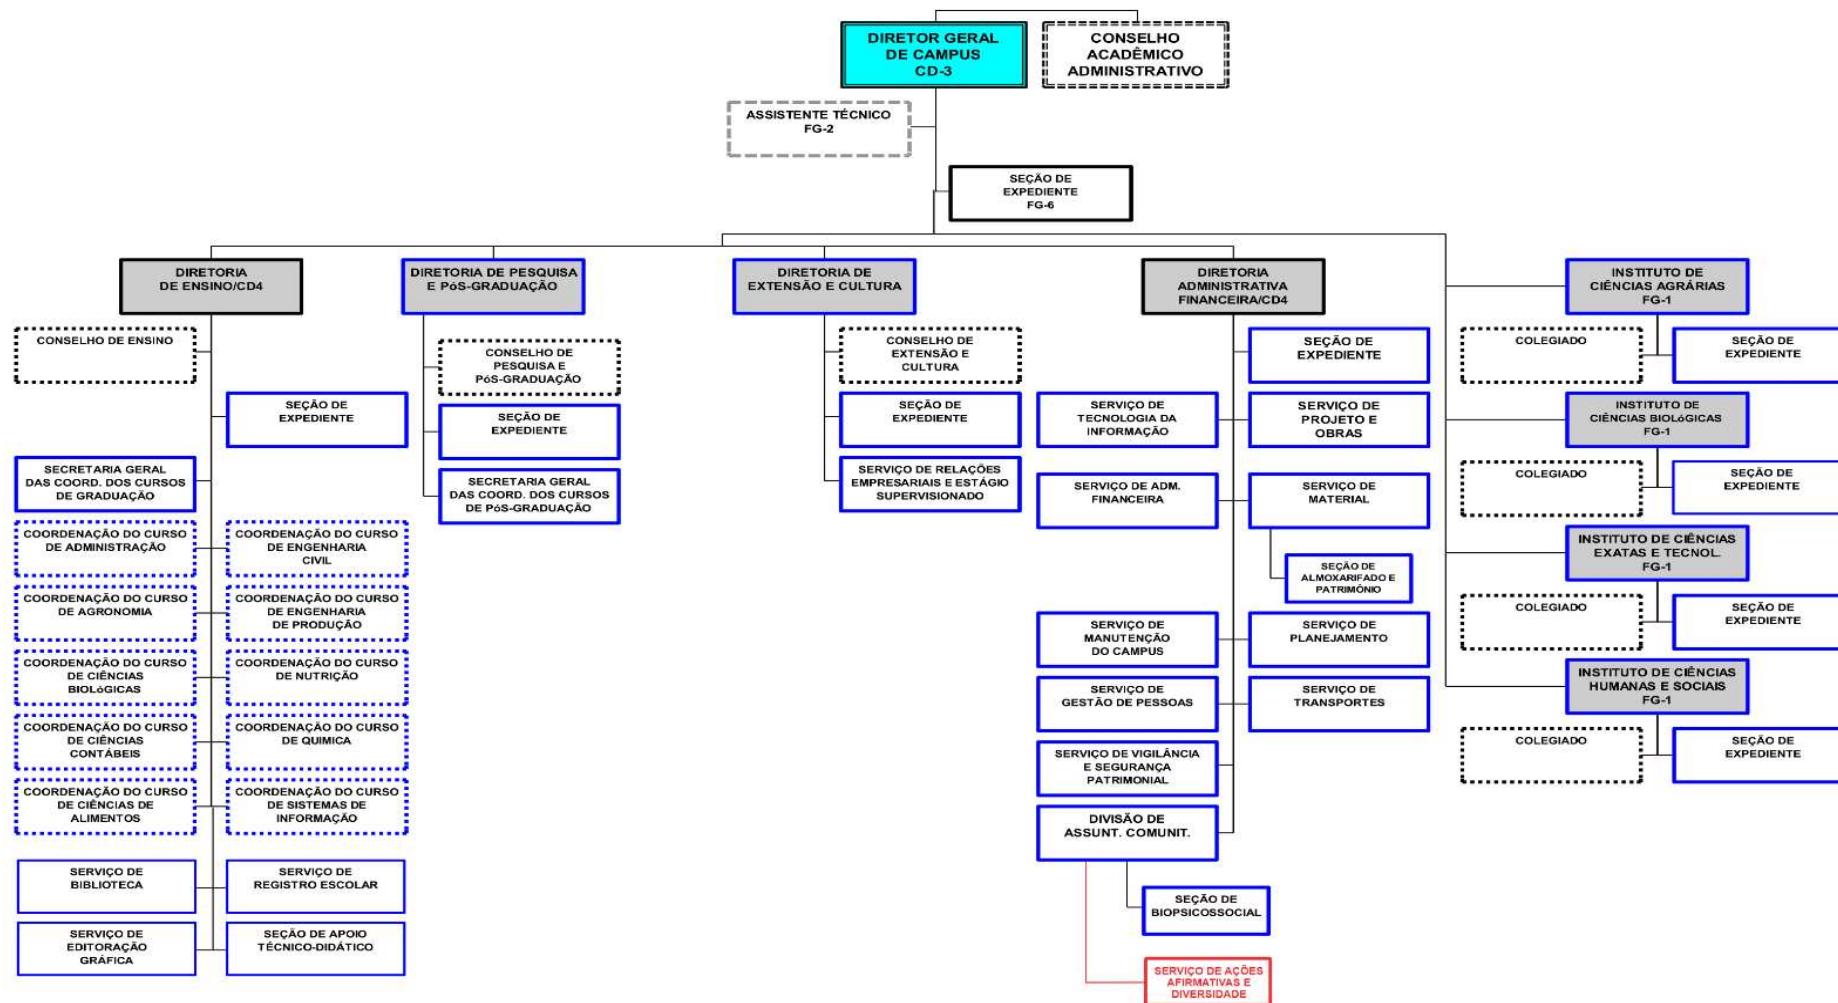 DIRETOR GERAL
DE CAMPUS
CD-3
CONSELHO
ACADÊMICO
ADMINISTRATIVO
ASSISTENTE TÉCNICO
FG-2
SEÇÃO DE
EXPEDIENTE
FG-6
DIRETORIA
DE ENSINO/CD4
DIRETORIA DE PESQUISA
E PóS-GRADUAÇÃO
DIRETORIA DE
EXTENSÃO E CULTURA
DIRETORIA
ADMINISTRATIVA
FINANCEIRA/CD4
INSTITUTO DE
CIÊNCIAS AGRÁRIAS
FG-1
CONSELHO DE ENSINO
SEÇÃO DE
EXPEDIENTE
SECRETARIA GERAL
DAS COORD. DOS CURSOS
DE GRADUAÇÃO
COORDENAÇÃO DO CURSO
DE ADMINISTRAÇÃO
COORDENAÇÃO DO CURSO
DE ENGENHARIA
CIVIL
COORDENAÇÃO DO CURSO
DE AGRONOMIA
COORDENAÇÃO DO CURSO
DE ENGENHARIA
DE PRODUÇÃO
COORDENAÇÃO DO CURSO
DE CIÊNCIAS
BIOLóGICAS
COORDENAÇÃO DO CURSO
DE NUTRIÇÃO
COORDENAÇÃO DO CURSO
DE CIÊNCIAS
CONTÁBEIS
COORDENAÇÃO DO CURSO
DE QUIMICA
COORDENAÇÃO DO CURSO
DE CIÊNCIAS DE
ALIMENTOS
COORDENAÇÃO DO CURSO
DE SISTEMAS DE
INFORMAÇÃO
SERVIÇO DE
BIBLIOTECA
SERVIÇO DE
REGISTRO ESCOLAR
SERVIÇO DE
EDITORAÇÃO
GRÁFICA
SEÇÃO DE APOIO
TÉCNICO-DIDÁTICO
CONSELHO DE
PESQUISA E
PóS-GRADUAÇÃO
SEÇÃO DE
EXPEDIENTE
SECRETARIA GERAL
DAS COORD. DOS CURSOS
DE PóS-GRADUAÇÃO
CONSELHO DE
EXTENSÃO E
CULTURA
SEÇÃO DE
EXPEDIENTE
SERVIÇO DE RELAÇÕES
EMPRESARIAIS E ESTÁGIO
SUPERVISIONADO
SEÇÃO DE
EXPEDIENTE
SERVIÇO DE
TECNOLOGIA DA
INFORMAÇÃO
SERVIÇO DE
PROJETO E
OBRAS
SERVIÇO DE ADM.
FINANCEIRA
SERVIÇO DE
MATERIAL
SEÇÃO DE
ALMOXARIFADO E
PATRIMÔNIO
SERVIÇO DE
MANUTENÇÃO
DO CAMPUS
SERVIÇO DE
PLANEJAMENTO
SERVIÇO DE
GESTÃO DE PESSOAS
SERVIÇO DE
TRANSPORTES
SERVIÇO DE VIGILÂNCIA
E SEGURANÇA
PATRIMONIAL
DIVISÃO DE
ASSUNT. COMUNIT.
SEÇÃO DE
BIOPSICOSSOCIAL
SERVIÇO DE AÇÕES
AFIRMATIVAS E
DIVERSIDADE
COLEGIADO
SEÇÃO DE
EXPEDIENTE
INSTITUTO DE
CIÊNCIAS BIOLóGICAS
FG-1
COLEGIADO
SEÇÃO DE
EXPEDIENTE
INSTITUTO DE CIÊNCIAS
EXATAS E TECNOL.
FG-1
COLEGIADO
SEÇÃO DE
EXPEDIENTE
INSTITUTO DE CIÊNCIAS
HUMANAS E SOCIAIS
FG-1
COLEGIADO
SEÇÃO DE
EXPEDIENTE